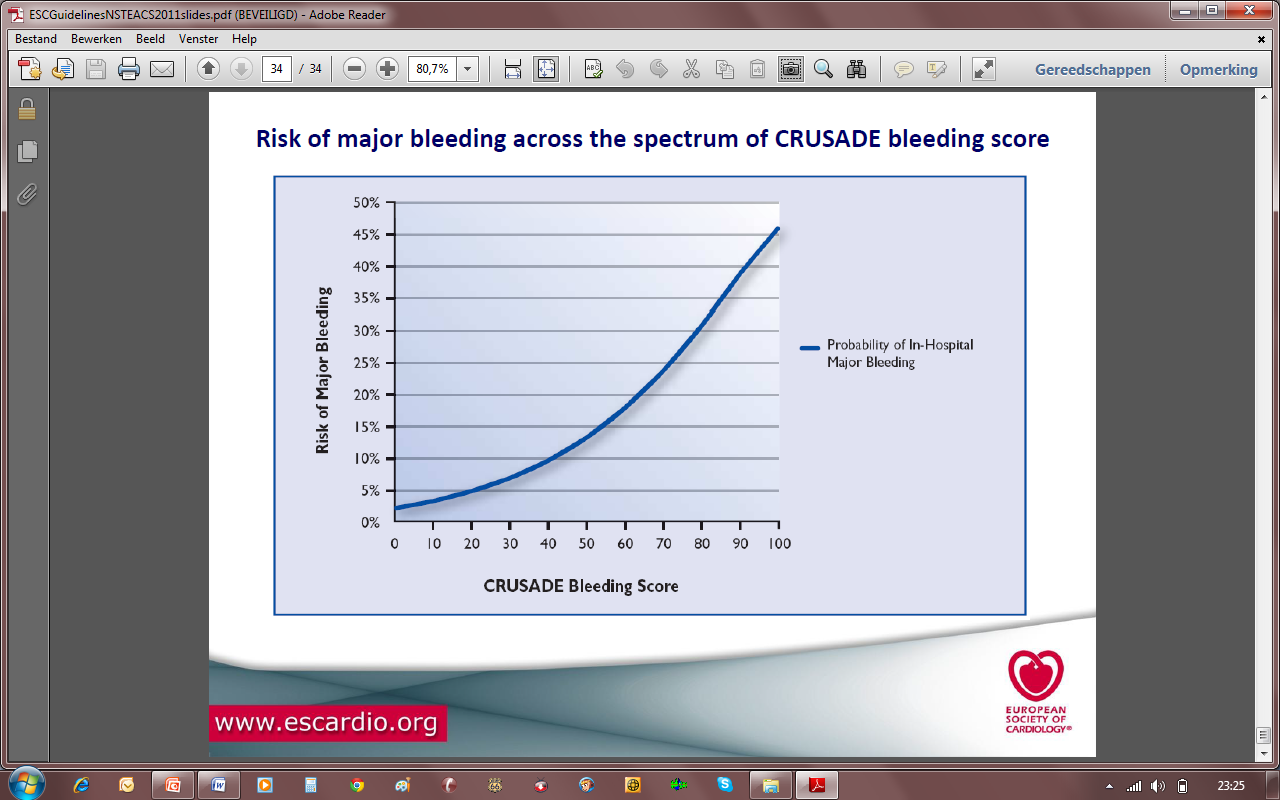 ESCGuidelinesNSTEACS2011slides.pdf (BEVEILIGD) - Adobe Reader
Bestand Bewerken Beeld Venster Help
34 / 34 80,7% Gereedschappen Opmerking
Risk of major bleeding across the spectrum of CRUSADE bleeding score
50%
45%
40%
35%
30%
25%
20%
15%
10%
5%
0%
Risk of Major Bleeding
0 10 20 30 40 50 60 70 80 90 100
CRUSADE Bleeding Score
Probability of In-Hospital
Major Bleeding
www.escardio.org
EUROPEAN
SOCIETY OF
CARDIOLOGY®
23:25